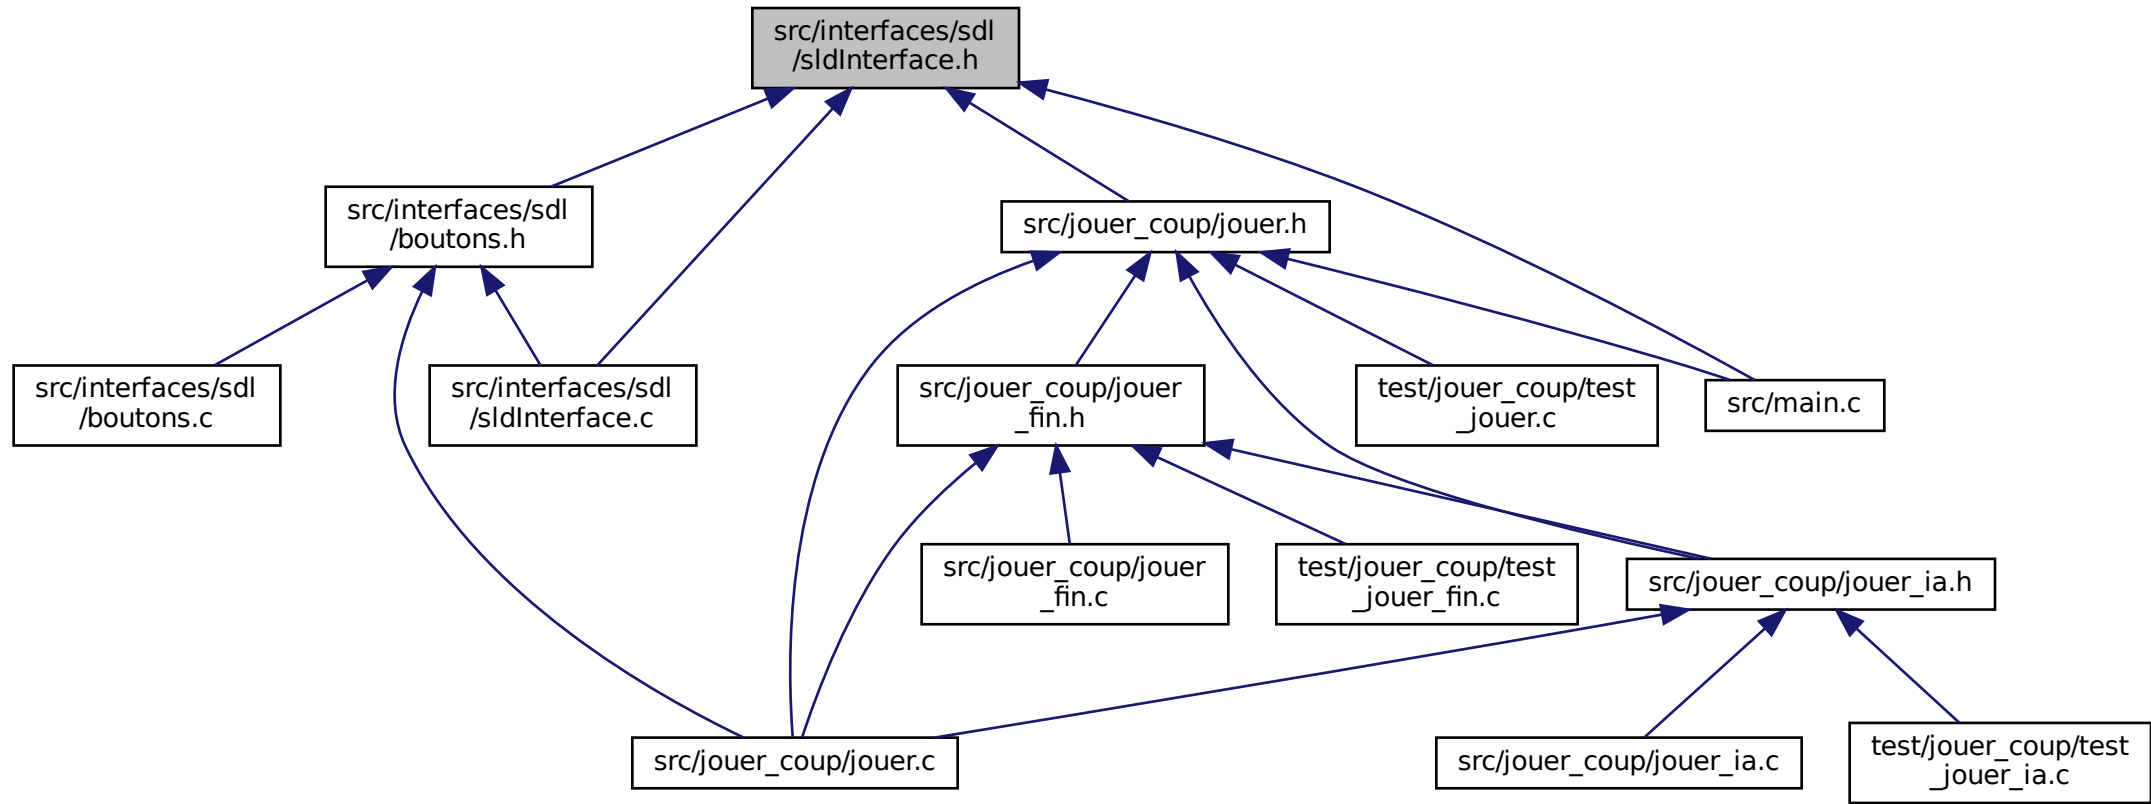 src/interfaces/sdl
/sldInterface.h
src/interfaces/sdl
/boutons.h
src/jouer_coup/jouer.h
src/interfaces/sdl
/boutons.c
src/interfaces/sdl
/sldInterface.c
src/jouer_coup/jouer
_fin.h
test/jouer_coup/test
_jouer.c
src/main.c
src/jouer_coup/jouer
_fin.c
test/jouer_coup/test
_jouer_fin.c
src/jouer_coup/jouer_ia.h
src/jouer_coup/jouer.c
src/jouer_coup/jouer_ia.c
test/jouer_coup/test
_jouer_ia.c